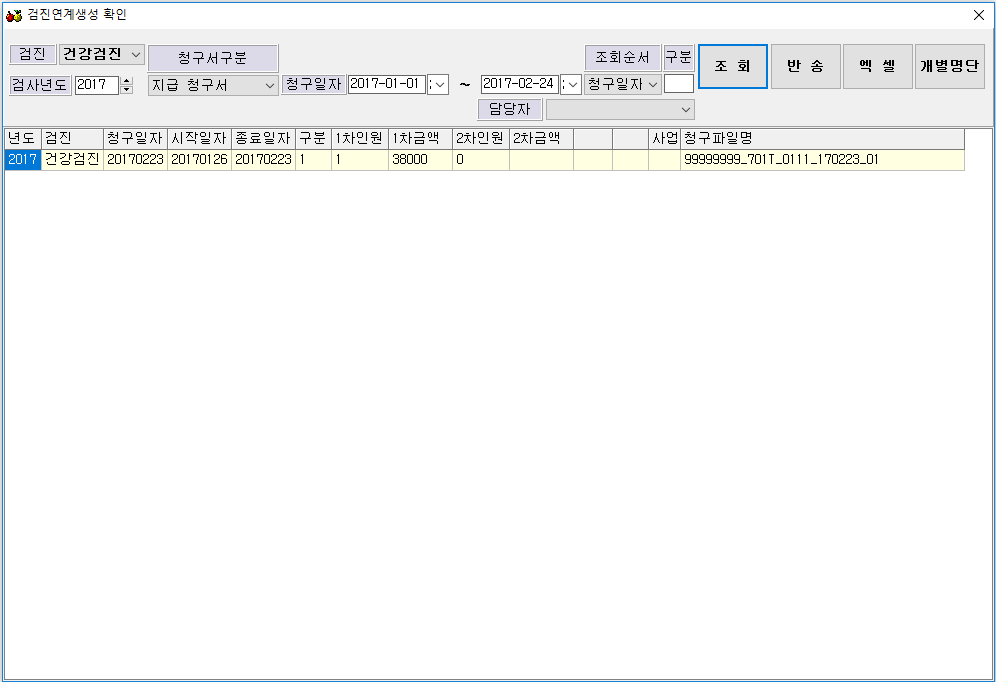 검진연계생성 확인
검진 건강검진 청구서구분 조회순서 구분 조 회 반 송 엑 셀 개별명단
검사년도 2017 지급 청구서 청구일자 2017-01-01 ~ 2017-02-24 청구일자
담당자
년도 검진 청구일자 시작일자 종료일자 구분 1차인원 1차금액 2차인원 2차금액 사업 청구파일명
2017 건강검진 20170223 20170126 20170223 1 1 38000 0 99999999_701T_0111_170223_01